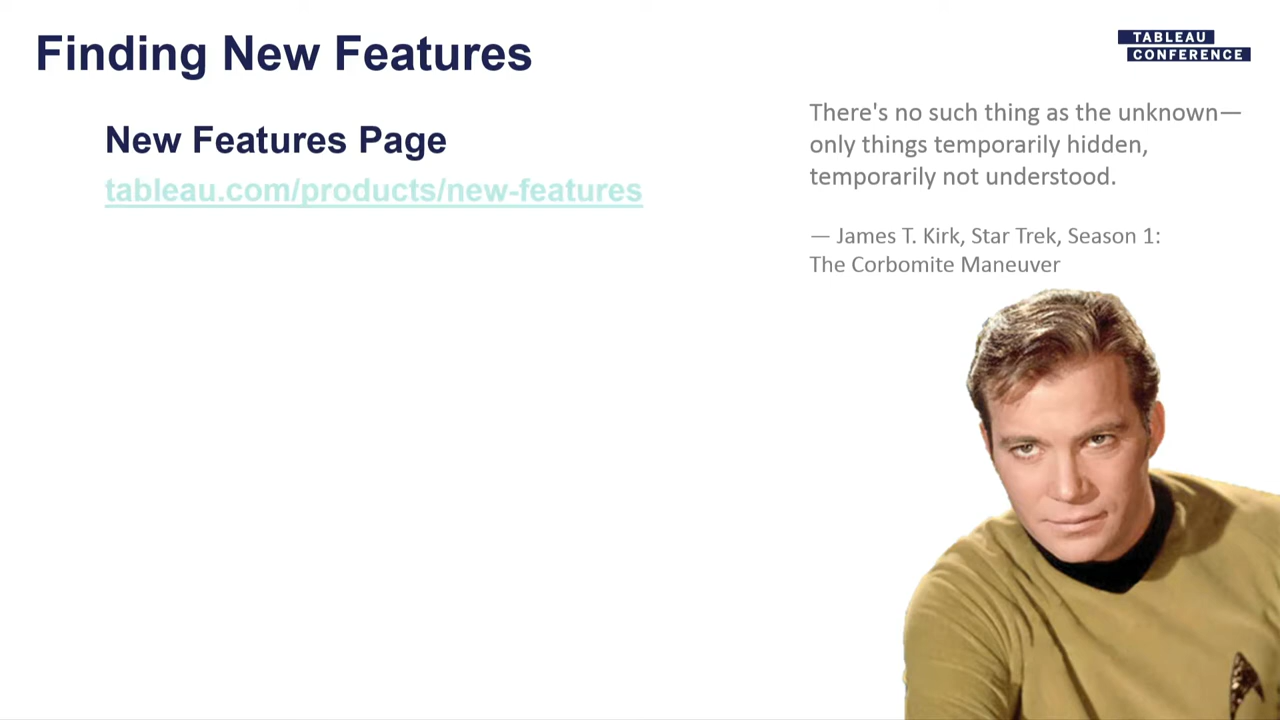 Finding New Features
TABLEAU
CONFERENCE
New Features Page
tableau.com/products/new-features
There's no such thing as the unknown—
only things temporarily hidden,
temporarily not understood.
— James T. Kirk, Star Trek, Season 1:
The Corbomite Maneuver